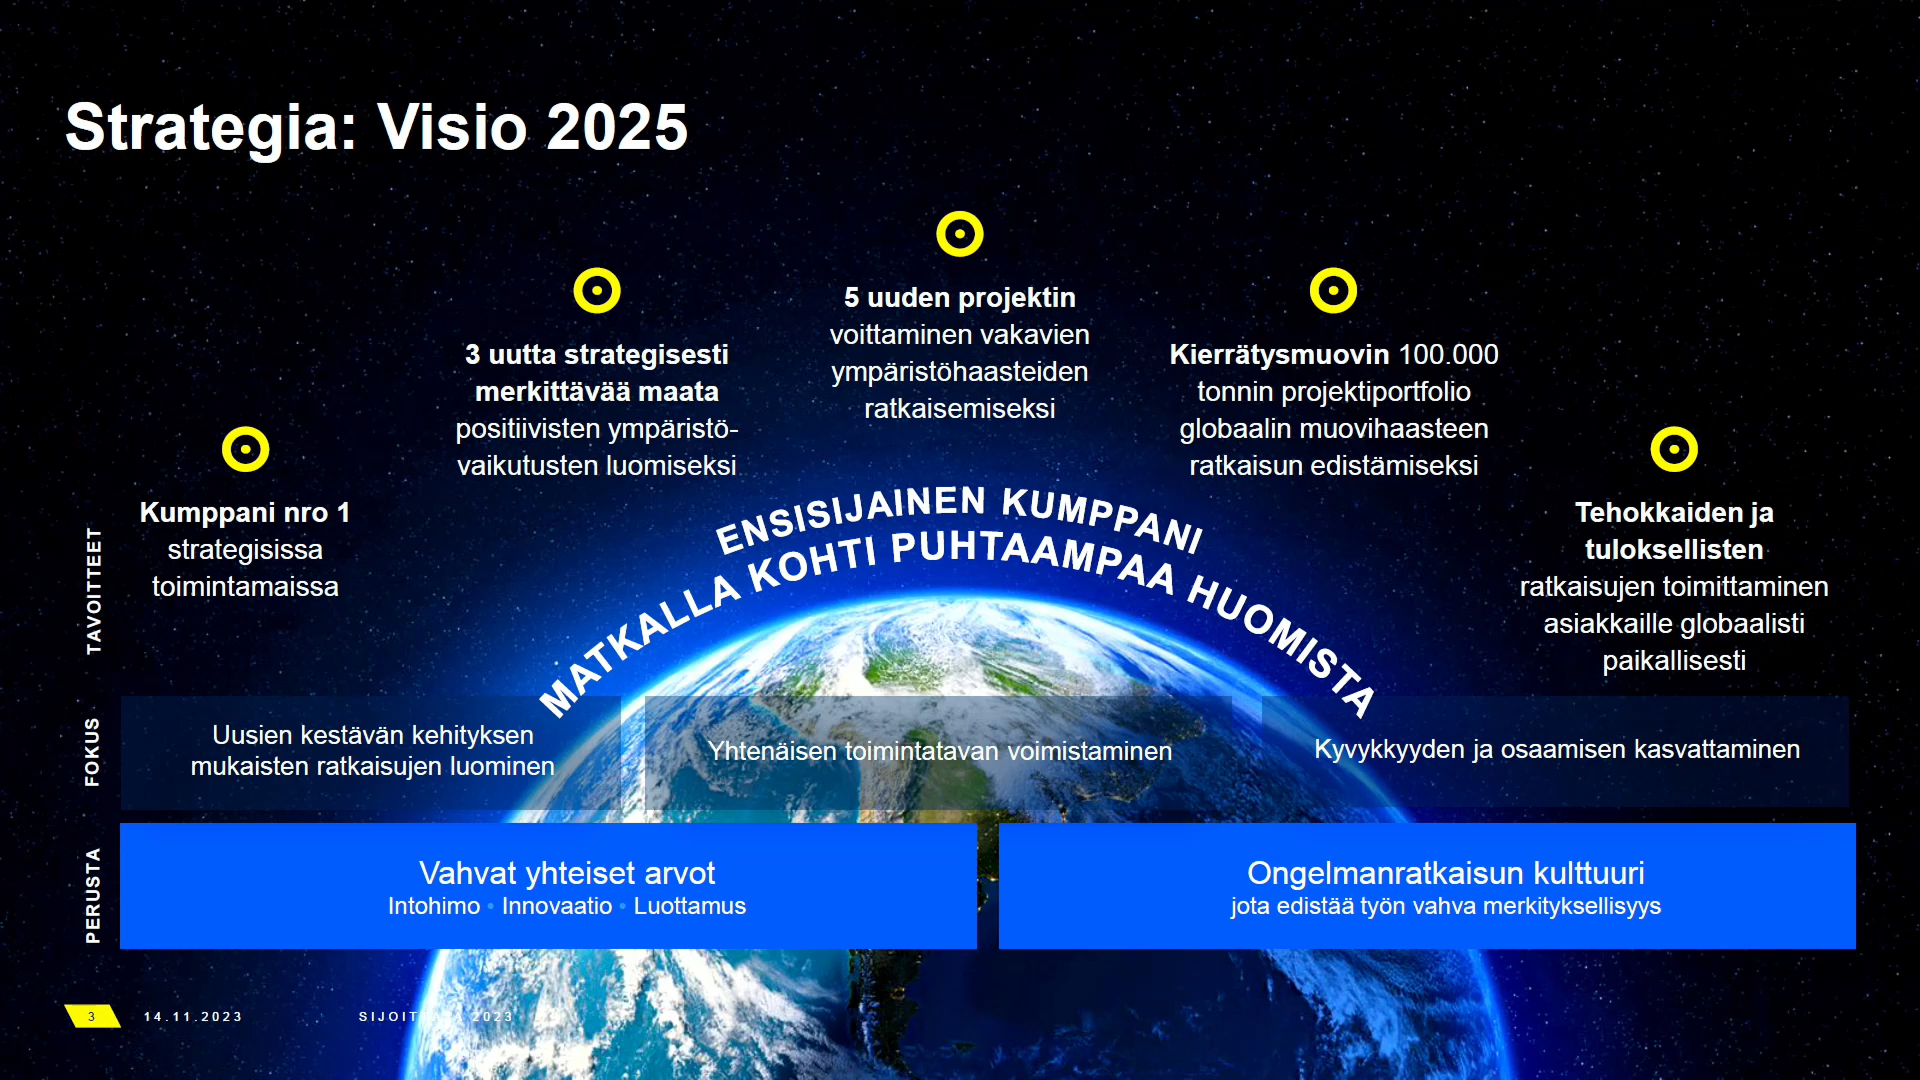 Strategia: Visio 2025
5 uuden projektin
voittaminen vakavien
ympäristöhaasteiden
ratkaisemiseksi
3 uutta strategisesti
merkittävää maata
positiivisten ympäristö-
vaikutusten luomiseksi
Kierrätysmuovin 100.000
tonnin projektiportfolio
globaalin muovihaasteen
ratkaisun edistämiseksi
Kumppani nro 1
strategisissa
toimintamaissa
Tehokkaiden ja
tuloksellisten
ratkaisujen toimittaminen
asiakkaille globaalisti
paikallisesti
ENSISIJAINEN KUMPPANI
MATKALLA KOHTI PUHTAAMPAA HUOMISTA
TAVOITTEET
FOKUS
Uusien kestävän kehityksen
mukaisten ratkaisujen luominen
Yhtenäisen toimintatavan voimistaminen
Kyvykkyyden ja osaamisen kasvattaminen
PERUSTA
Vahvat yhteiset arvot
Intohimo • Innovaatio • Luottamus
Ongelmanratkaisun kulttuuri
jota edistää työn vahva merkityksellisyys
3
14.11.2023
2023